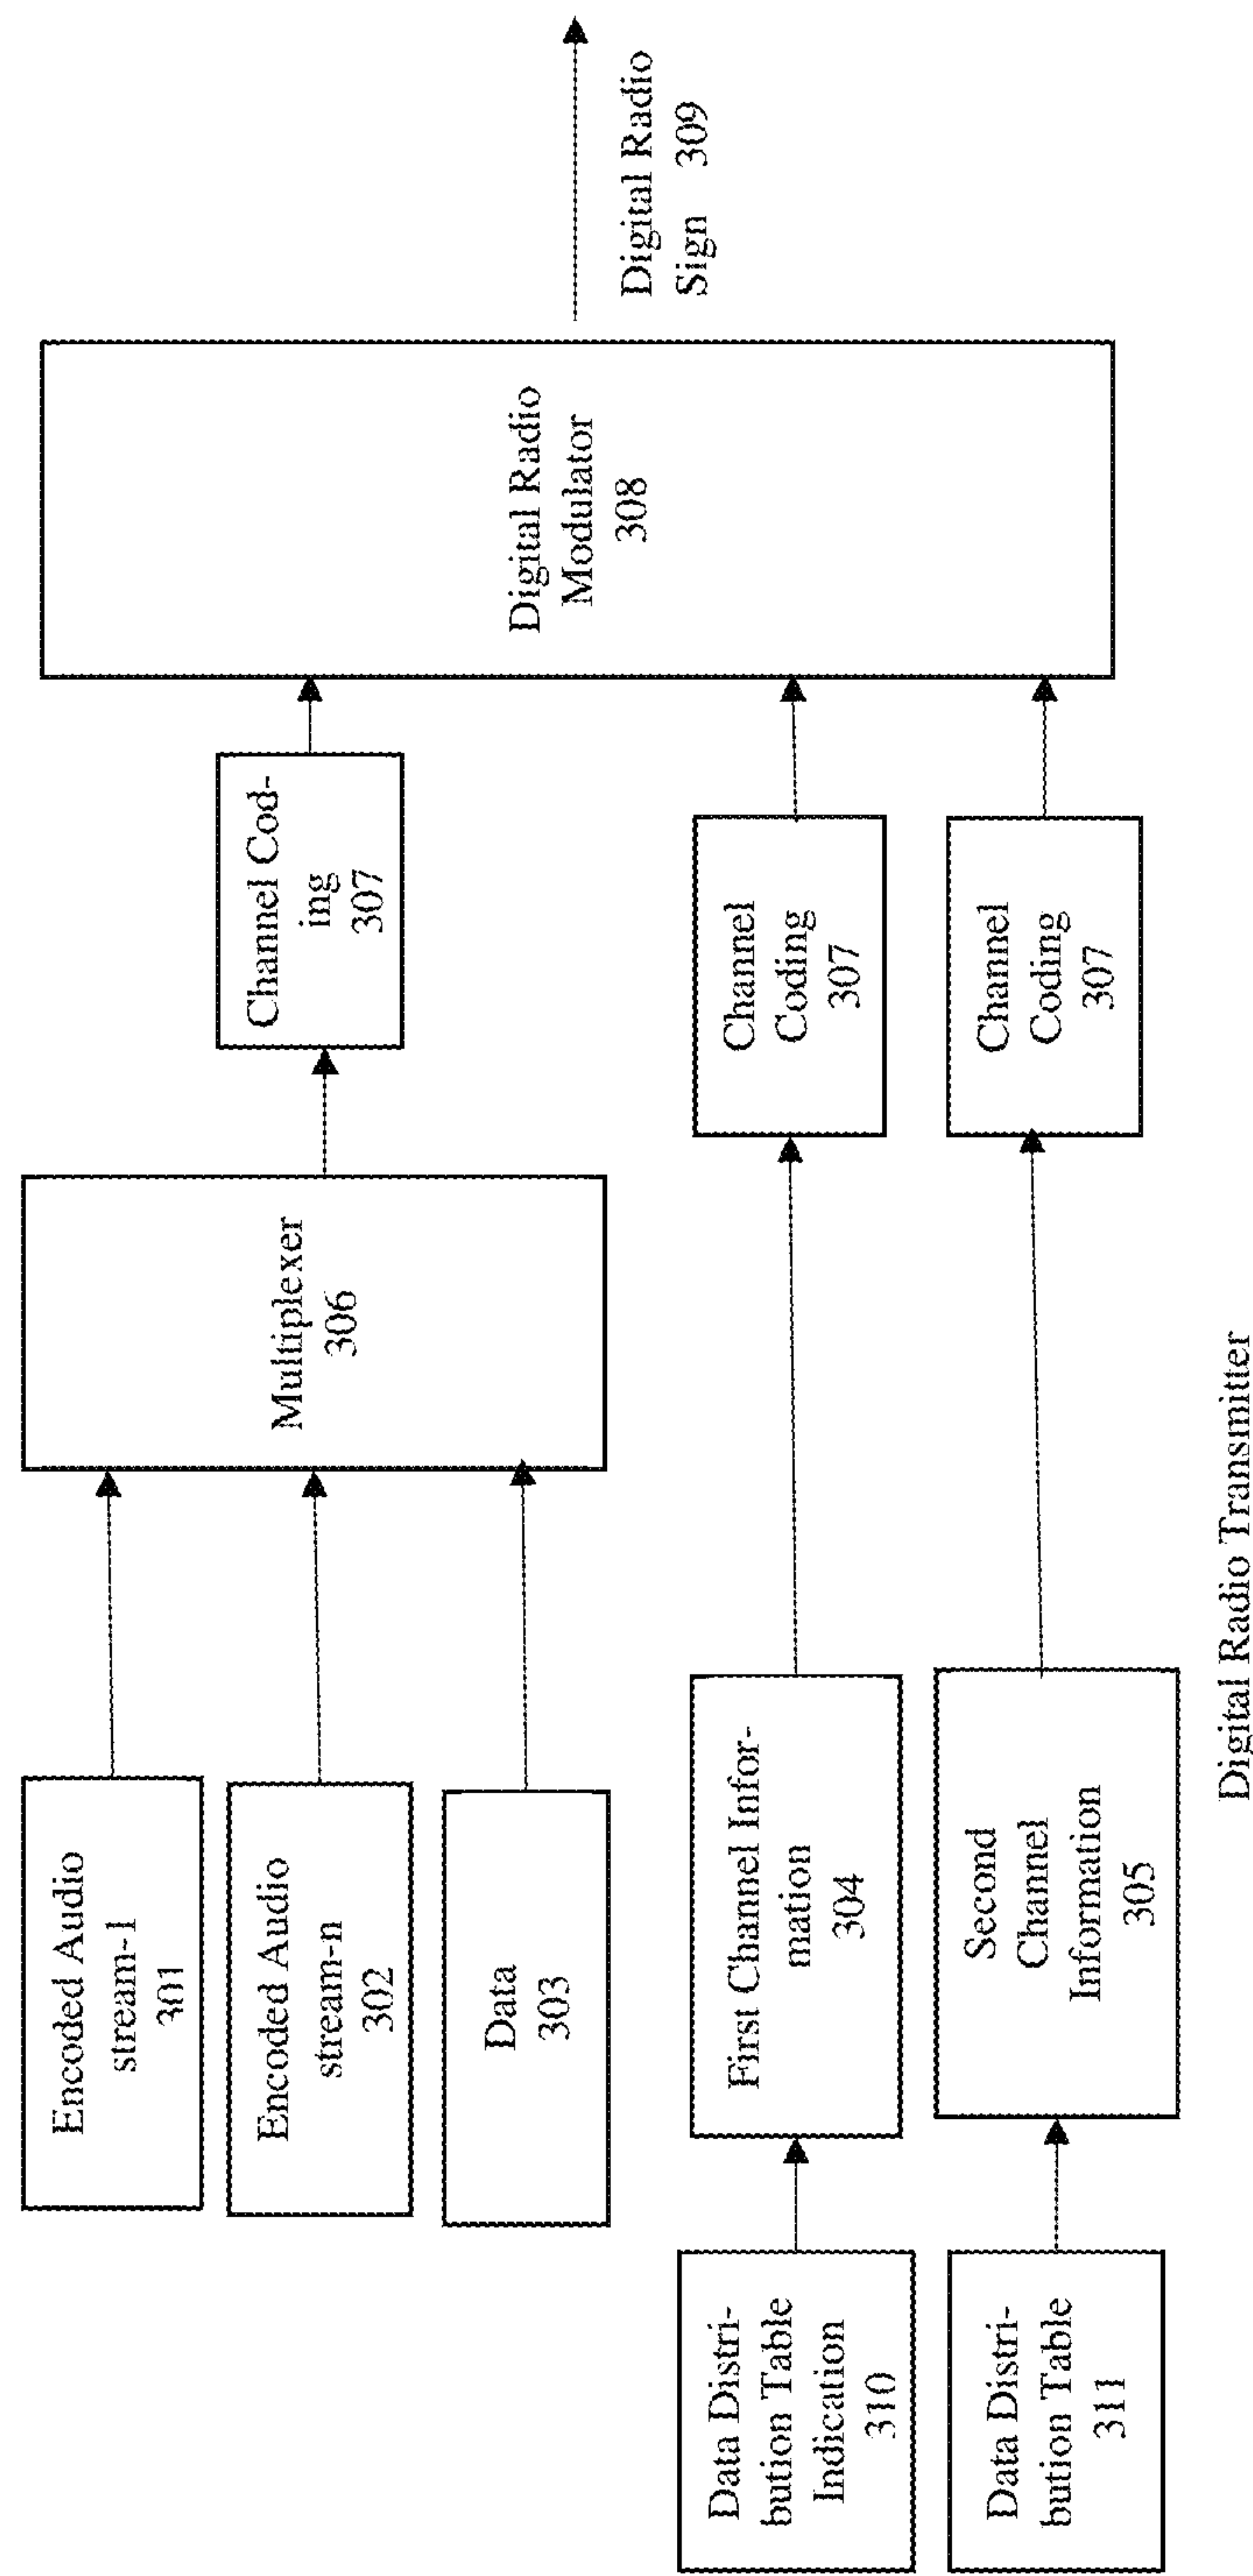 Encoded Audio
stream-1
301
Encoded Audio
stream-n
302
Data
303
Multiplexer
306
Channel Cod-
ing
307
Digital Radio
Modulator
308
Digital Radio
Sign 309
Data Distri-
bution Table
Indication
310
First Channel Infor-
mation
304
Channel
Coding
307
Data Distri-
bution Table
311
Second
Channel
Information
305
Channel
Coding
307
Digital Radio Transmitter